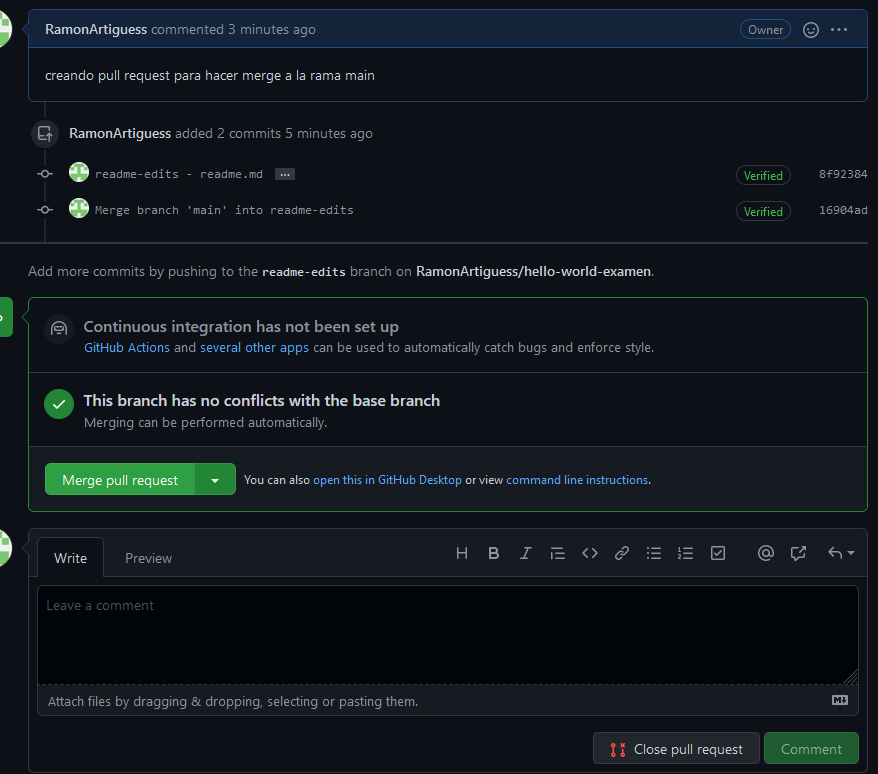 RamonArtiguess commented 3 minutes ago Owner
creando pull request para hacer merge a la rama main
RamonArtiguess added 2 commits 5 minutes ago
readme-edits - readme.md ... Verified 8f92384
Merge branch 'main' into readme-edits Verified 16904ad
Add more commits by pushing to the readme-edits branch on RamonArtiguess/hello-world-examen.
Continuous integration has not been set up
GitHub Actions and several other apps can be used to automatically catch bugs and enforce style.
This branch has no conflicts with the base branch
Merging can be performed automatically.
Merge pull request You can also open this in GitHub Desktop or view command line instructions.
Write Preview
Leave a comment
Attach files by dragging & dropping, selecting or pasting them.
Close pull request Comment